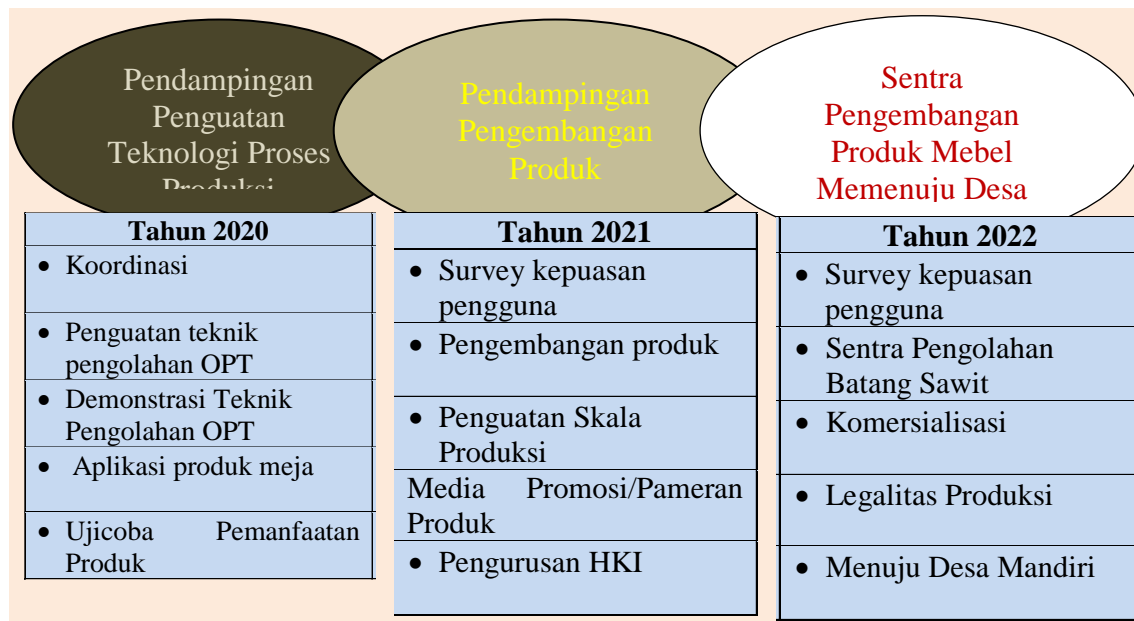 Pendampingan
Penguatan
Teknologi Proses
Produksi
Pendampingan
Pengembangan
Produk
Sentra
Pengembangan
Produk Mebel
Memenuju Desa
Tahun 2020
• Koordinasi
• Penguatan teknik
pengolahan OPT
• Demonstrasi Teknik
Pengolahan OPT
• Aplikasi produk meja
• Ujicoba Pemanfaatan
Produk
Tahun 2021
• Survey kepuasan
pengguna
• Pengembangan produk
• Penguatan Skala
Produksi
Media Promosi/Pameran
Produk
• Pengurusan HKI
Tahun 2022
• Survey kepuasan
pengguna
• Sentra Pengolahan
Batang Sawit
• Komersialisasi
• Legalitas Produksi
• Menuju Desa Mandiri